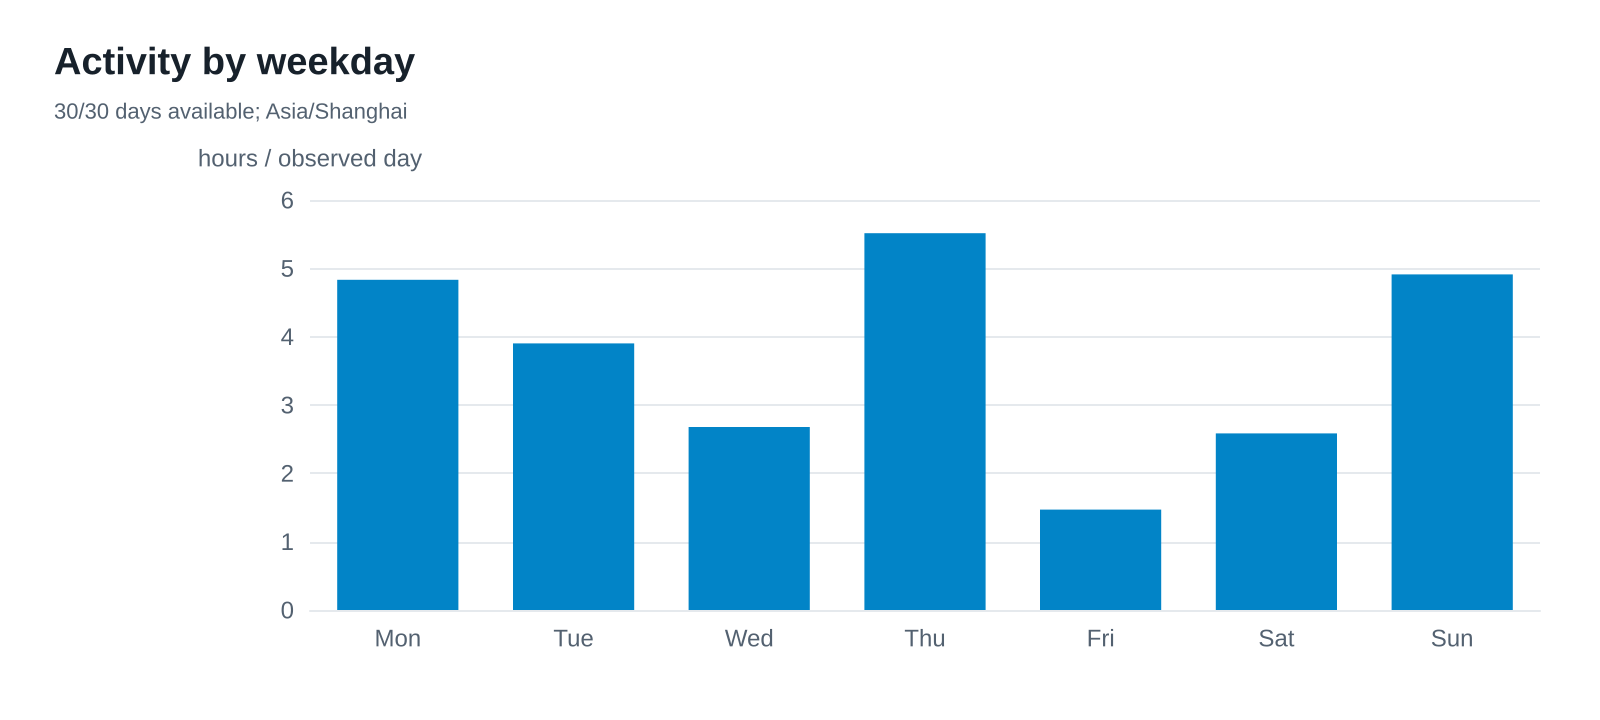 Activity by weekday
30/30 days available; Asia/Shanghai
hours / observed day
6
5
4
3
2
1
0
Mon Tue Wed Thu Fri Sat Sun